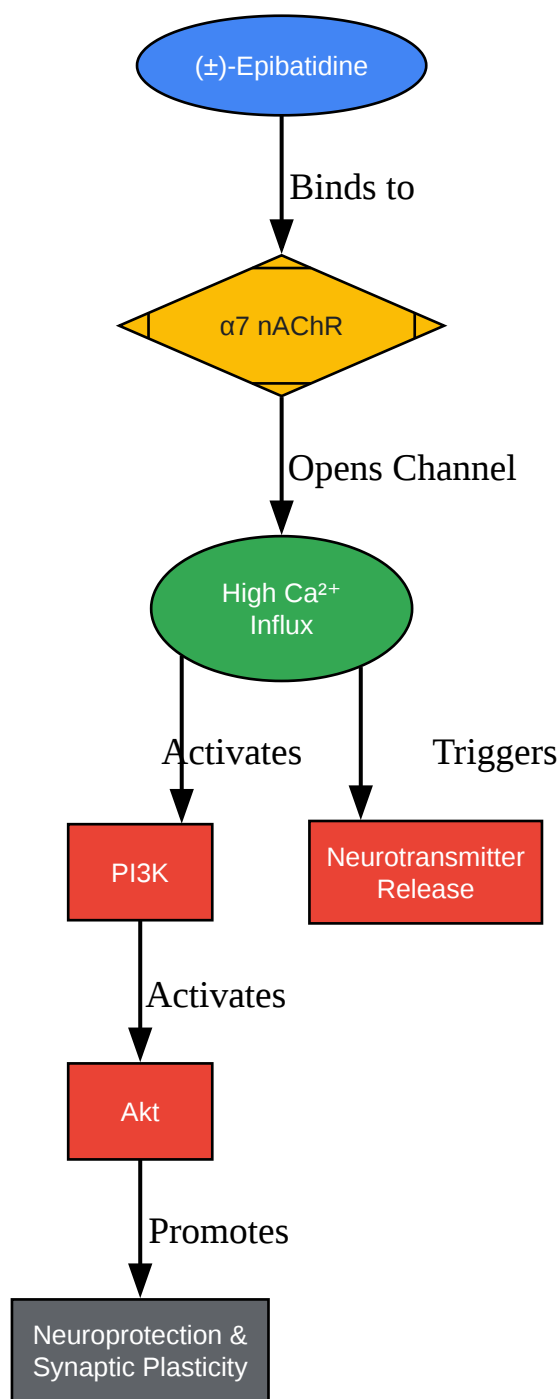 (±)-Epibatidine
Binds to
α7 nAChR
Opens Channel
High Ca²⁺
Influx
Activates
Triggers
PI3K
Neurotransmitter
Release
Activates
Akt
Promotes
Neuroprotection &
Synaptic Plasticity